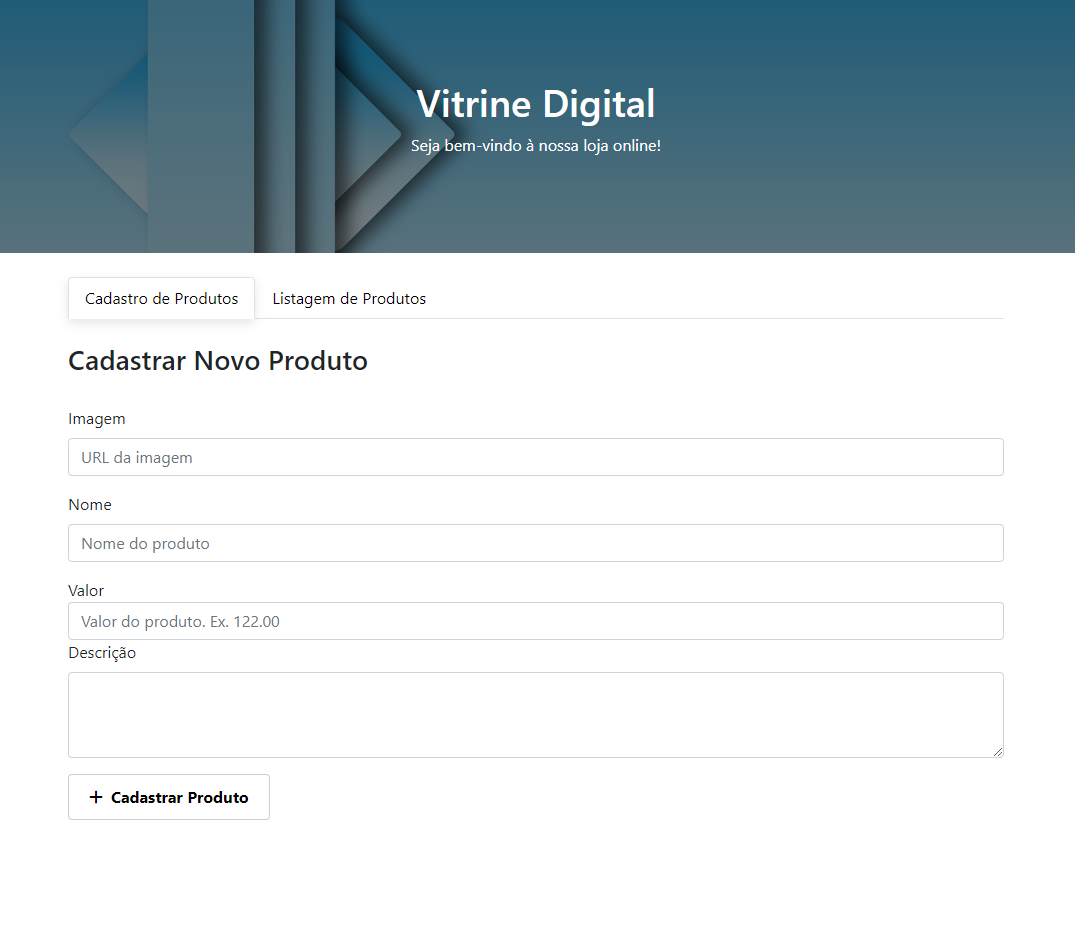 Vitrine Digital
Seja bem-vindo à nossa loja online!
Cadastro de Produtos
Listagem de Produtos
Cadastrar Novo Produto
Imagem
URL da imagem
Nome
Nome do produto
Valor
Valor do produto. Ex. 122.00
Descrição
+ Cadastrar Produto